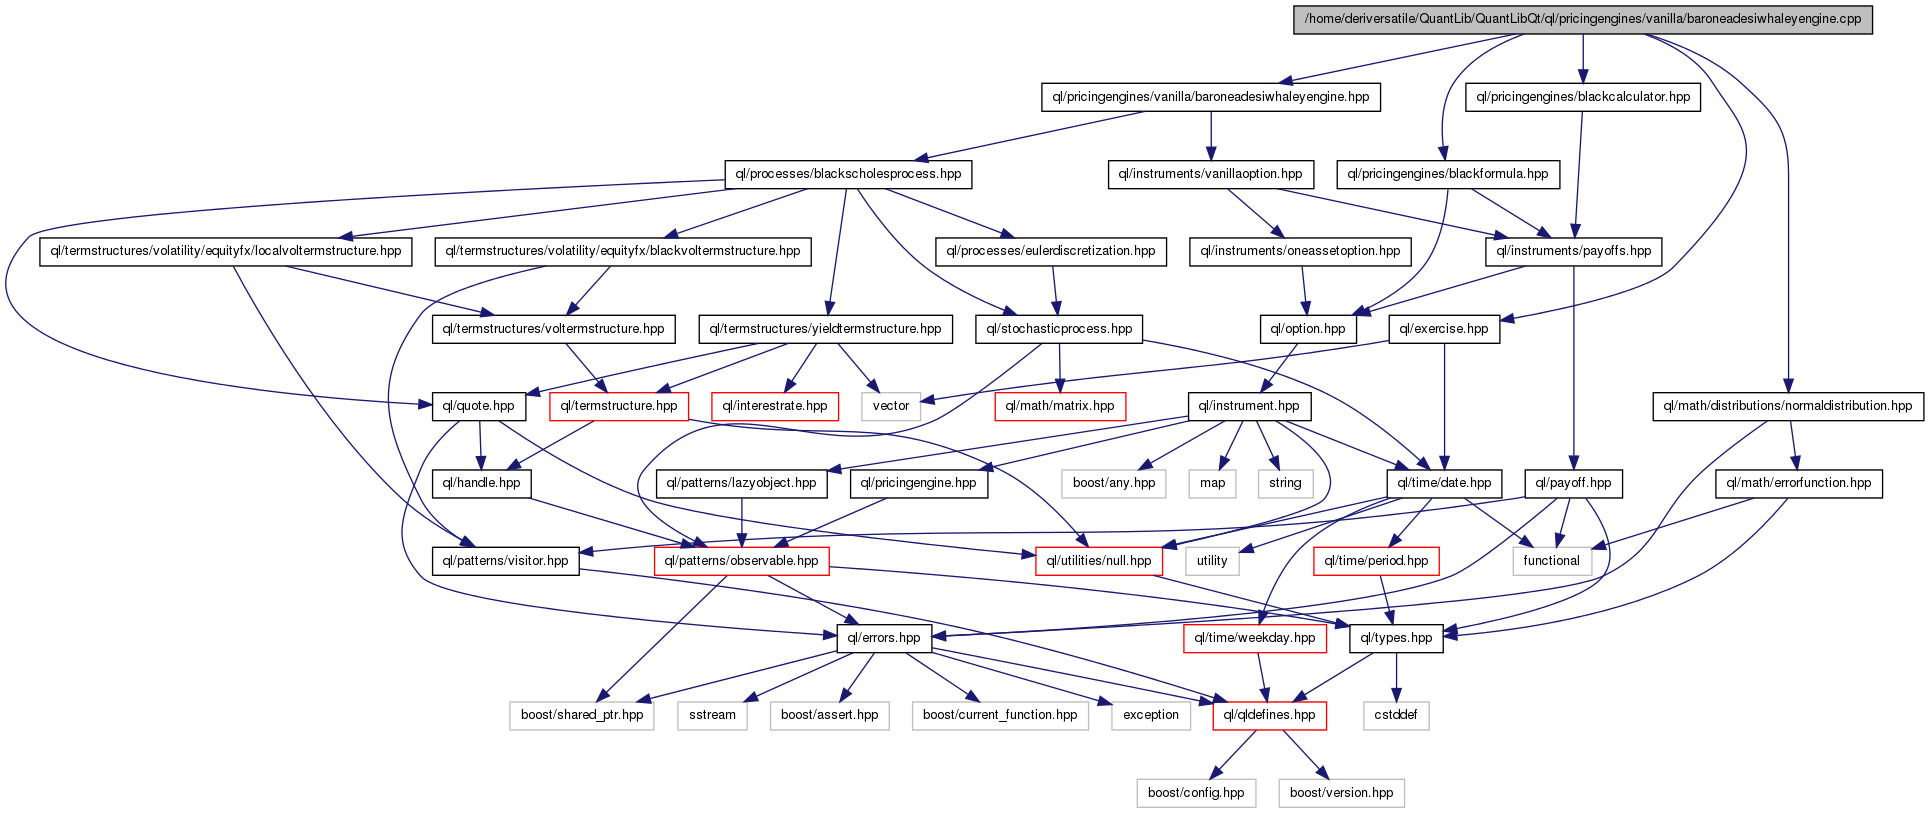 /home/deriversatile/QuantLib/QuantLibQt/ql/pricingengines/vanilla/baroneadesiwhaleyengine.cpp
ql/pricingengines/vanilla/baroneadesiwhaleyengine.hpp
ql/pricingengines/blackcalculator.hpp
ql/processes/blackscholesprocess.hpp
ql/instruments/vanillaoption.hpp
ql/pricingengines/blackformula.hpp
ql/termstructures/volatility/equityfx/localvoltermstructure.hpp
ql/termstructures/volatility/equityfx/blackvoltermstructure.hpp
ql/processes/eulerdiscretization.hpp
ql/instruments/oneassetoption.hpp
ql/instruments/payoffs.hpp
ql/termstructures/voltermstructure.hpp
ql/termstructures/yieldtermstructure.hpp
ql/stochasticprocess.hpp
ql/option.hpp
ql/exercise.hpp
ql/quote.hpp
ql/termstructure.hpp
ql/interestrate.hpp
vector
ql/math/matrix.hpp
ql/instrument.hpp
ql/math/distributions/normaldistribution.hpp
ql/handle.hpp
ql/patterns/lazyobject.hpp
ql/pricingengine.hpp
boost/any.hpp
map
string
ql/time/date.hpp
ql/payoff.hpp
ql/math/errorfunction.hpp
ql/patterns/visitor.hpp
ql/patterns/observable.hpp
ql/utilities/null.hpp
utility
ql/time/period.hpp
functional
ql/errors.hpp
ql/time/weekday.hpp
ql/types.hpp
boost/shared_ptr.hpp
sstream
boost/assert.hpp
boost/current_function.hpp
exception
ql/qldefines.hpp
cstddef
boost/config.hpp
boost/version.hpp